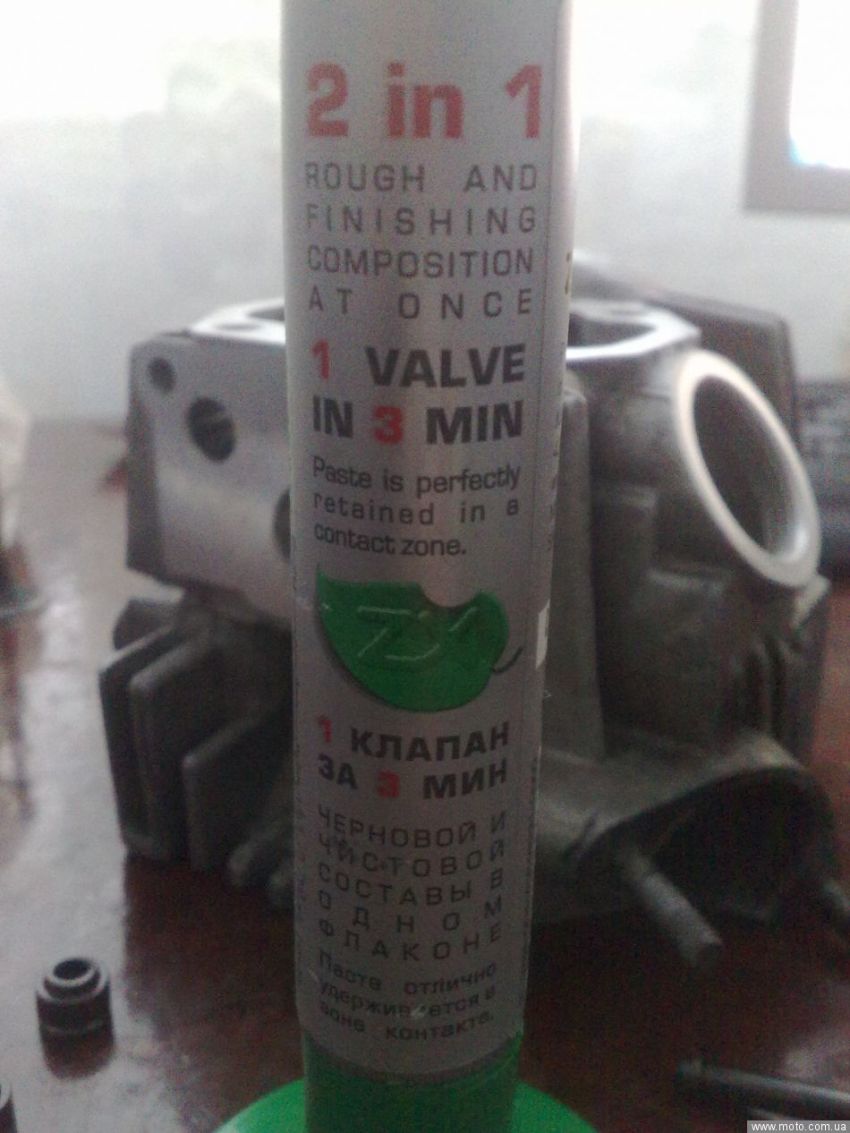 2 in 1
ROUGH AND
FINISHING
COMPOSITION
AT ONCE
1 VALVE
IN 3 MIN
Paste is perfectly
retained in a
contact zone.
1 КЛАПАН
ЗА 3 МИН
ЧЕРНОВОЙ И
ЧИСТОВОЙ
СОСТАВЫ В
ОДНОМ
ФЛАКОНЕ
Паста отлично
удерживается в
зоне контакта.
www.moto.com.ua